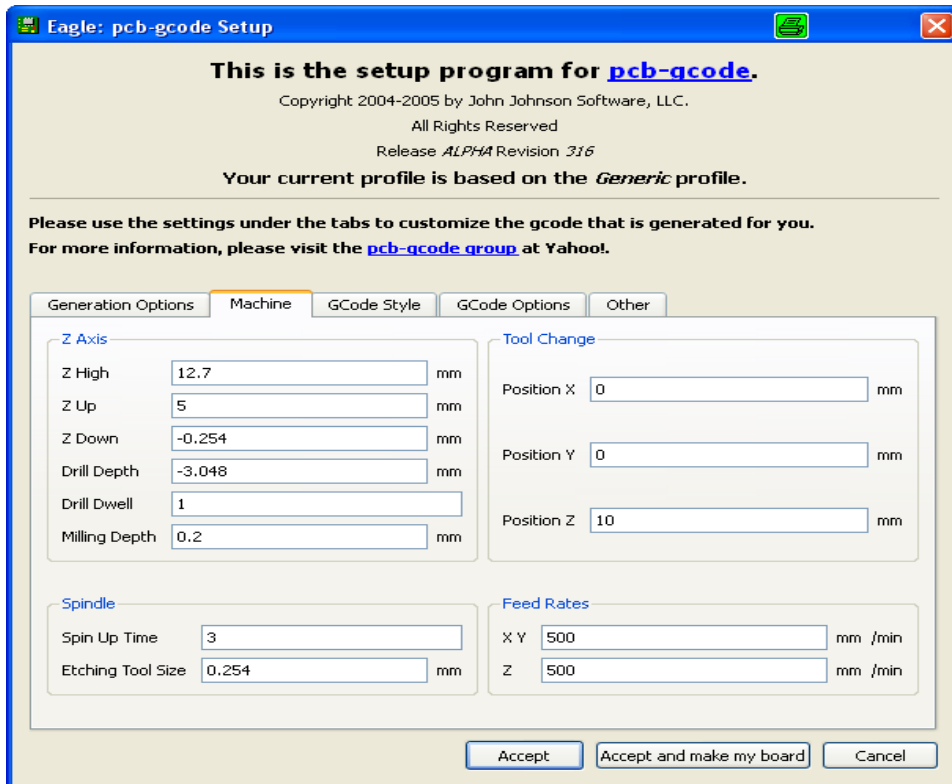 Eagle: pcb-gcode Setup
This is the setup program for pcb-gcode.
Copyright 2004-2005 by John Johnson Software, LLC.
All Rights Reserved
Release ALPHA Revision 316
Your current profile is based on the Generic profile.
Please use the settings under the tabs to customize the gcode that is generated for you.
For more information, please visit the pcb-gcode group at Yahoo!.
Generation Options Machine GCode Style GCode Options Other
Z Axis
Z High 12.7 mm
Z Up 5 mm
Z Down -0.254 mm
Drill Depth -3.048 mm
Drill Dwell 1
Milling Depth 0.2 mm
Tool Change
Position X 0 mm
Position Y 0 mm
Position Z 10 mm
Spindle
Spin Up Time 3
Etching Tool Size 0.254 mm
Feed Rates
X Y 500 mm /min
Z 500 mm /min
Accept Accept and make my board Cancel